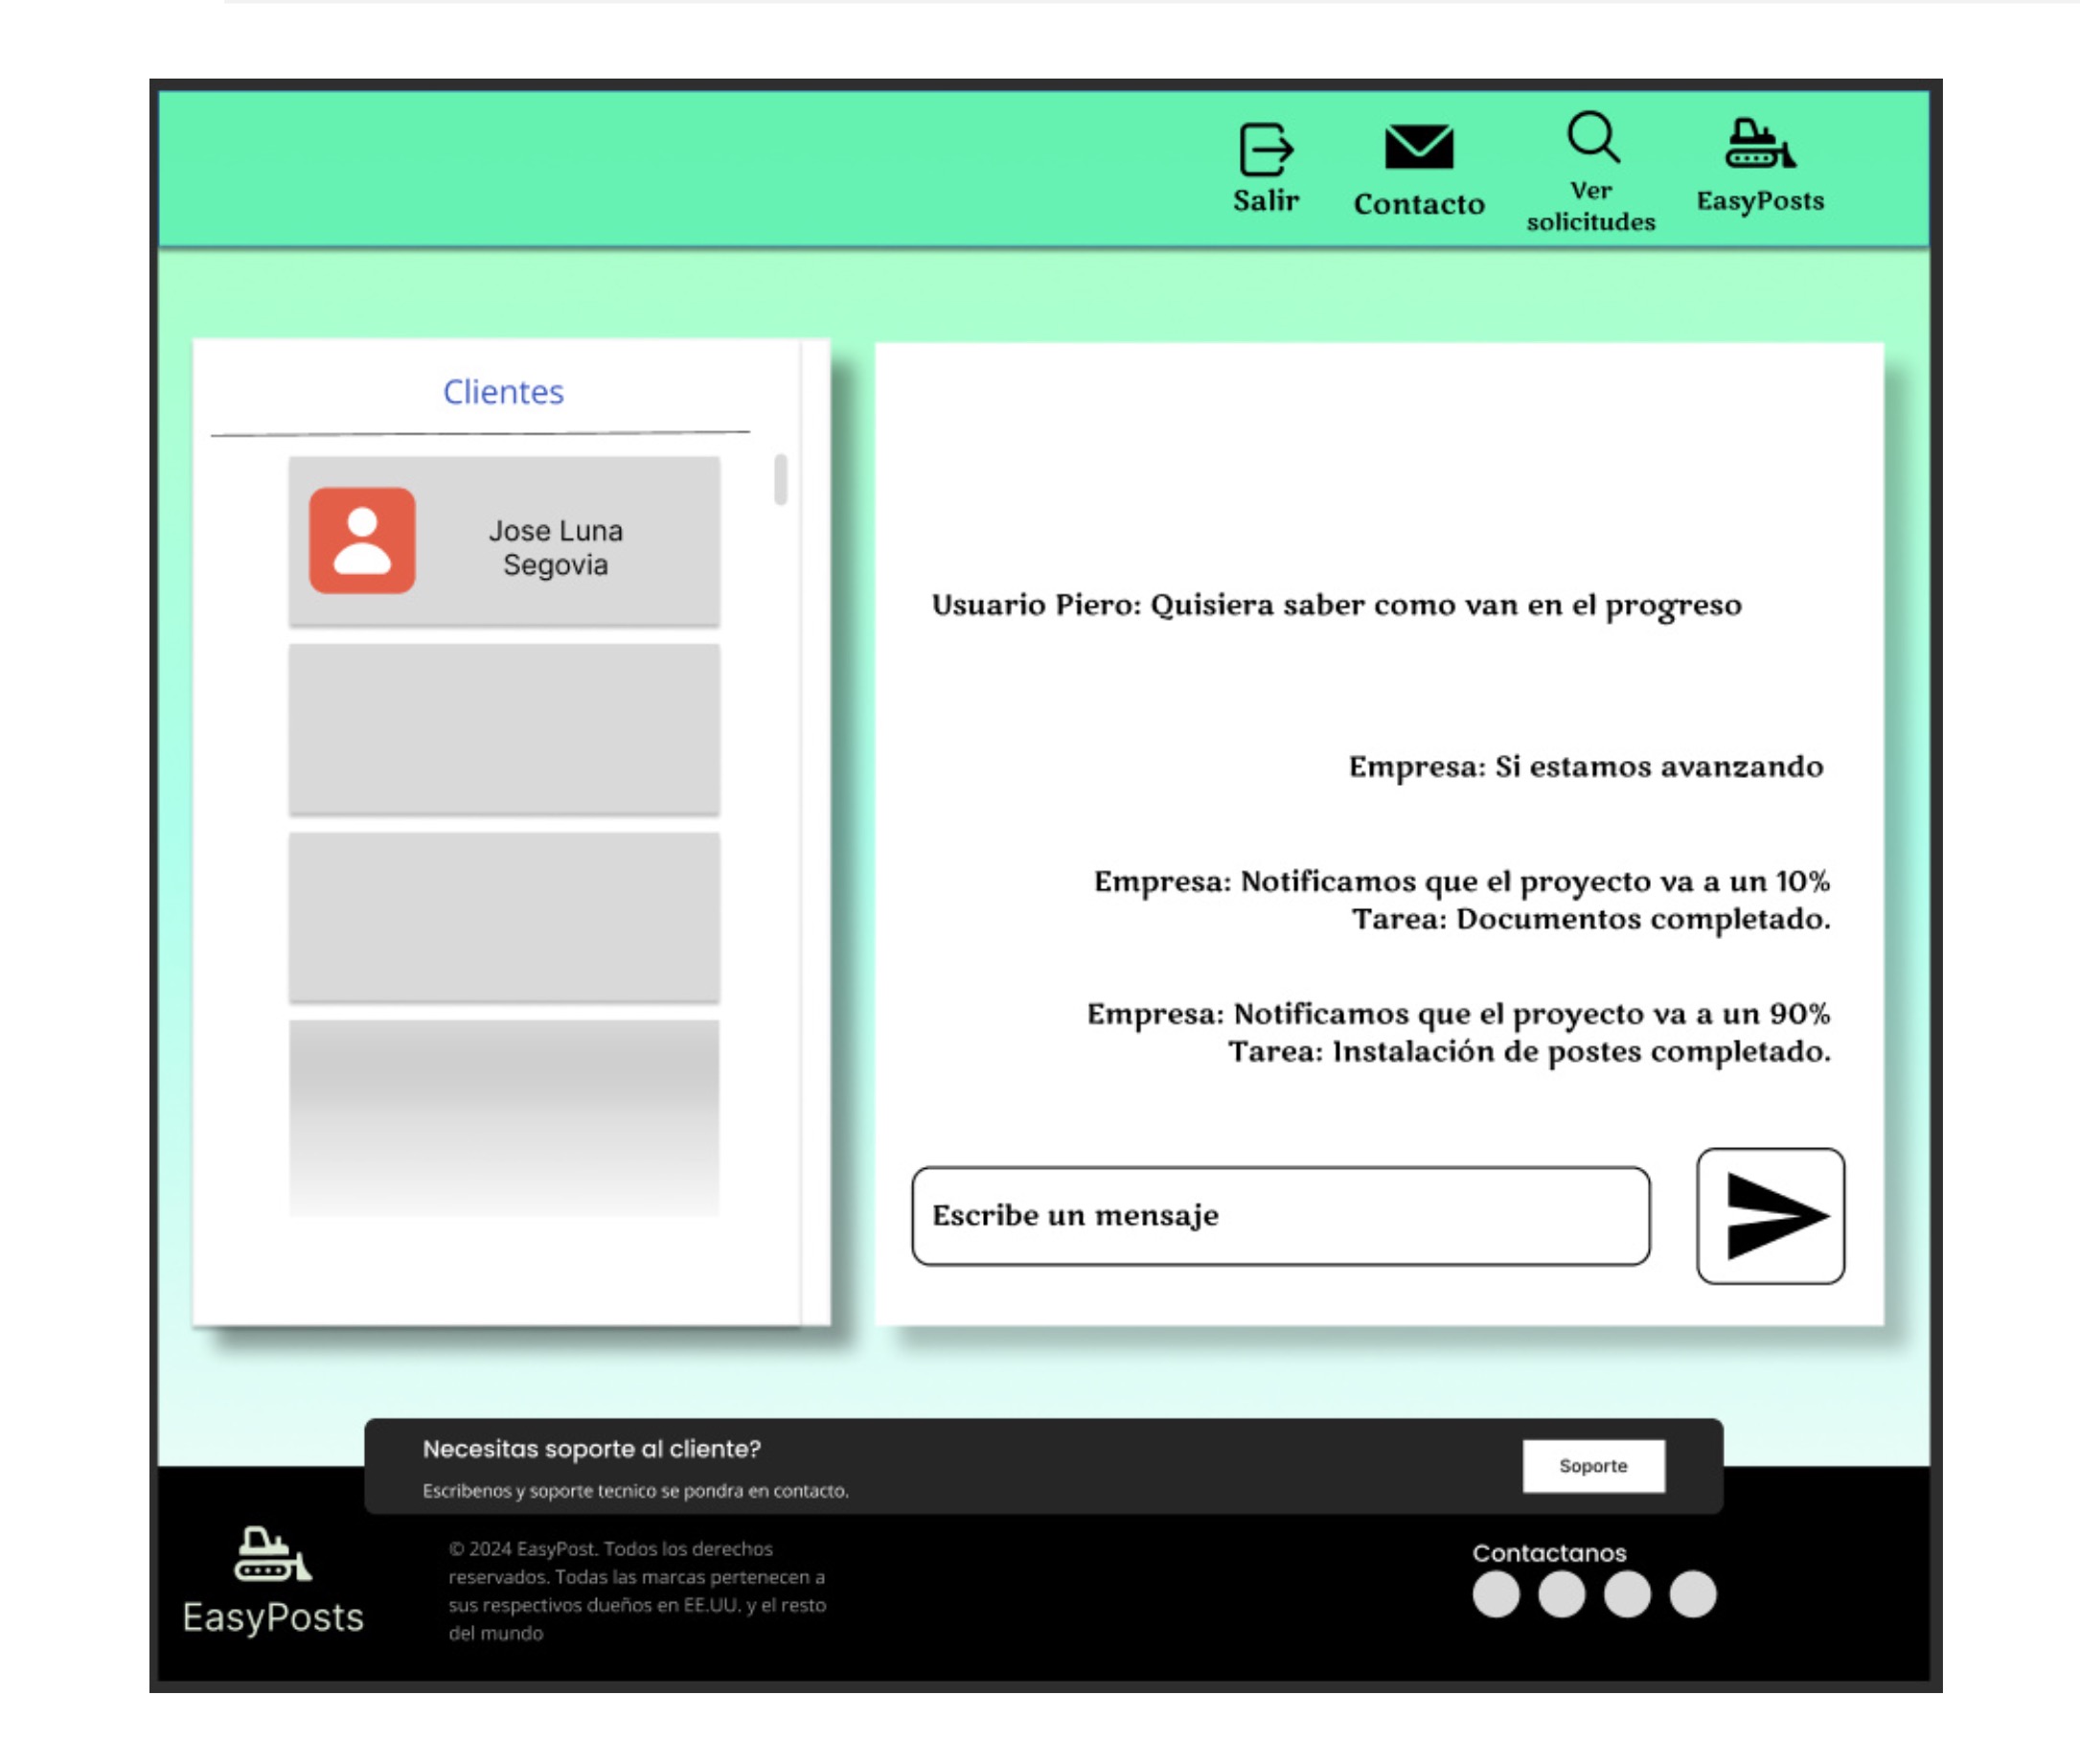 Salir
Contacto
Ver
solicitudes
EasyPosts
Clientes
Jose Luna
Segovia
Usuario Piero: Quisiera saber como van en el progreso
Empresa: Si estamos avanzando
Empresa: Notificamos que el proyecto va a un 10%
Tarea: Documentos completado.
Empresa: Notificamos que el proyecto va a un 90%
Tarea: Instalación de postes completado.
Escribe un mensaje
Necesitas soporte al cliente?
Escribenos y soporte tecnico se pondra en contacto.
Soporte
EasyPosts
© 2024 EasyPost. Todos los derechos
reservados. Todas las marcas pertenecen a
sus respectivos dueños en EE.UU. y el resto
del mundo
Contactanos